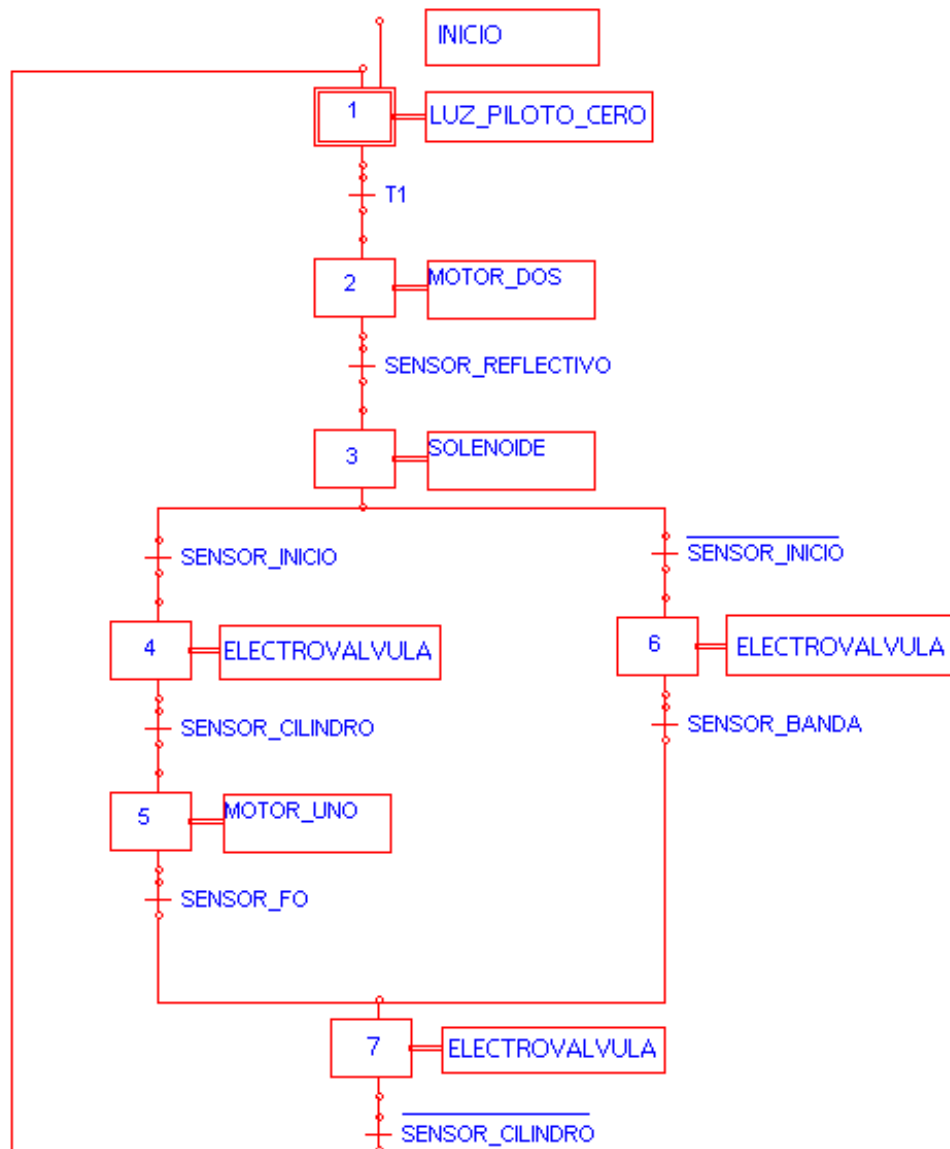 INICIO
1
LUZ_PILOTO_CERO
T1
2
MOTOR_DOS
SENSOR_REFLECTIVO
3
SOLENOIDE
SENSOR_INICIO
SENSOR_INICIO
4
ELECTROVALVULA
6
ELECTROVALVULA
SENSOR_CILINDRO
SENSOR_BANDA
5
MOTOR_UNO
SENSOR_FO
7
ELECTROVALVULA
SENSOR_CILINDRO